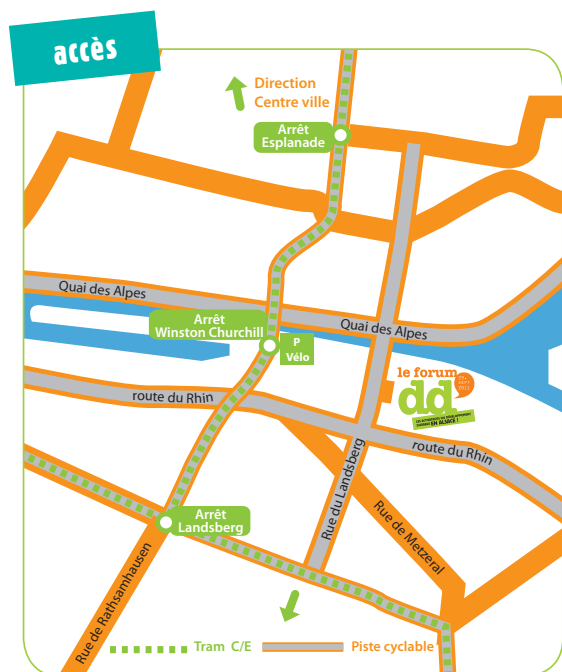 accès
Direction
Centre ville
Arrêt
Esplanade
Quai des Alpes
Arrêt
Winston Churchill
P
Vélo
Quai des Alpes
le forum
dd
EN ALSACE !
route du Rhin
route du Rhin
Rue du Landsberg
Rue de Metzeral
Arrêt
Landsberg
Rue de Rathsamhausen
Tram C/E
Piste cyclable